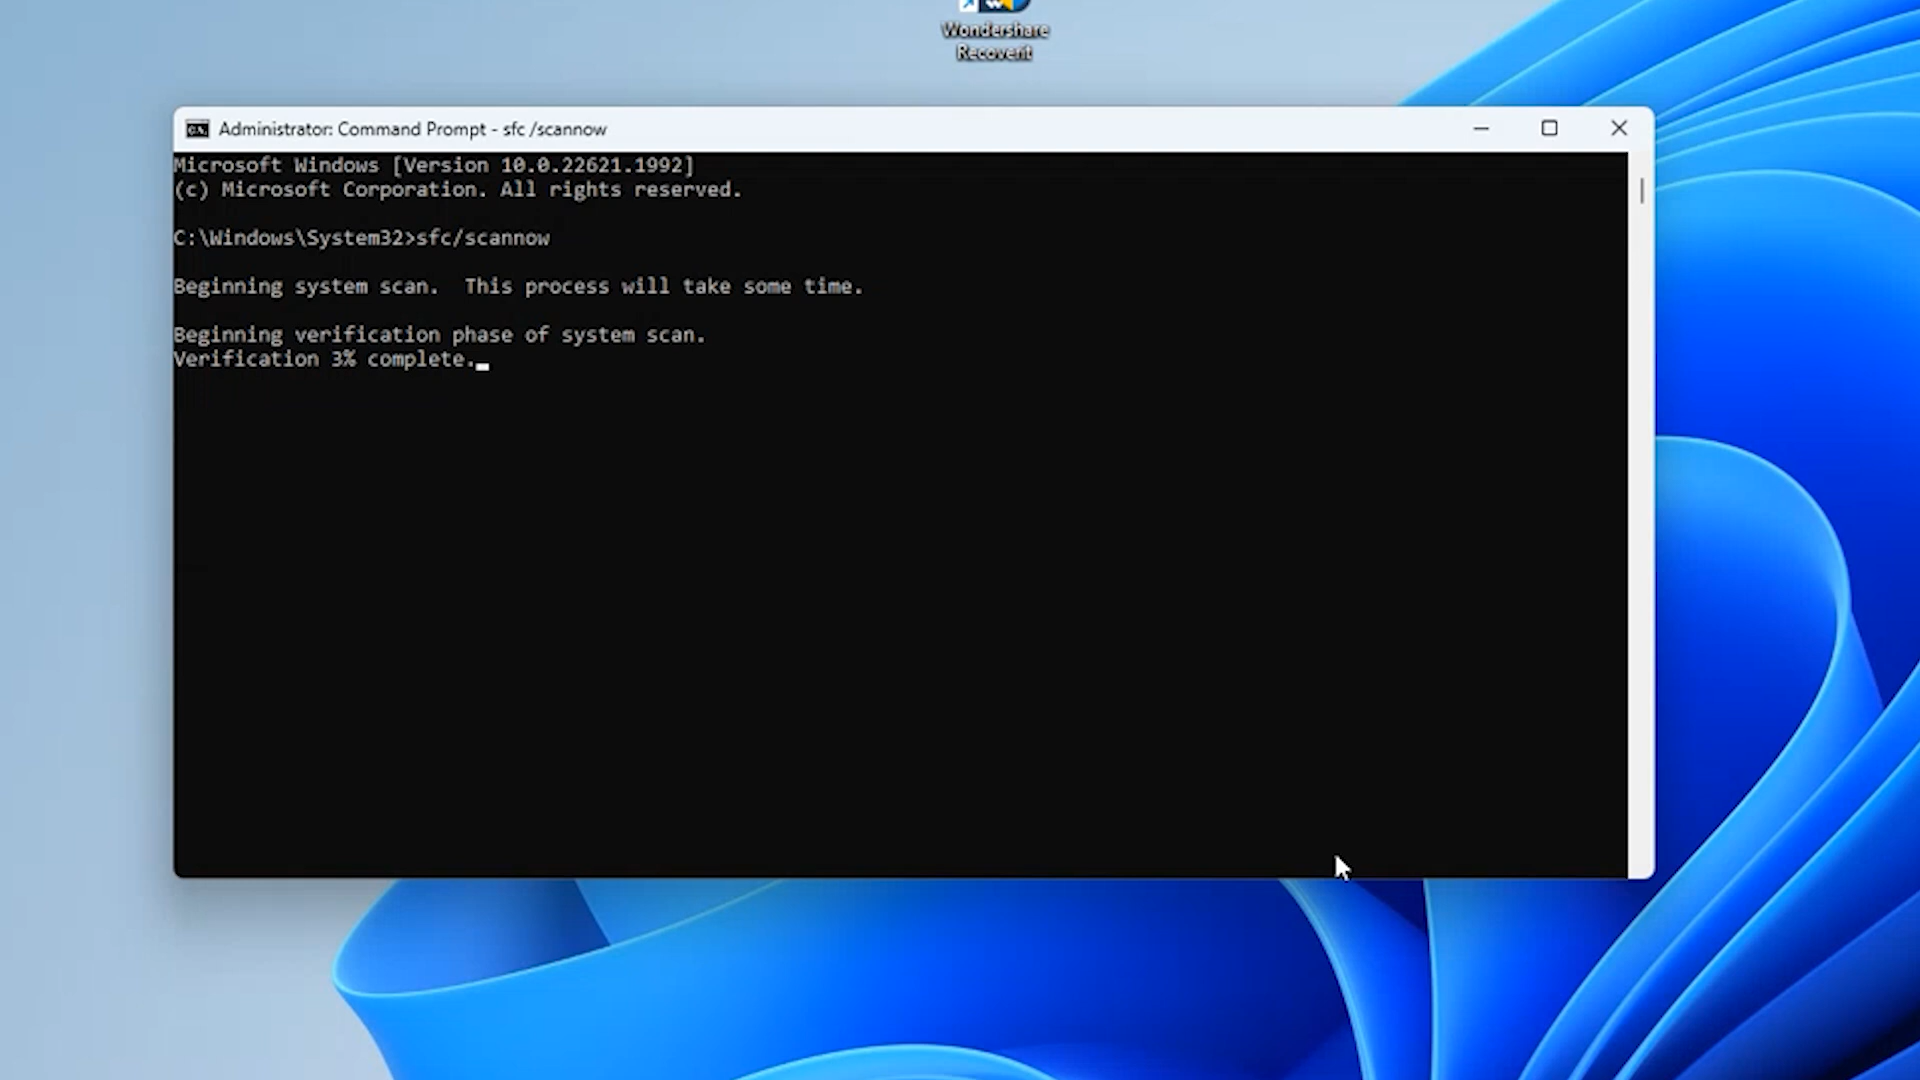 Wondershare
Recoverit
Administrator: Command Prompt - sfc /scannow
Microsoft Windows [Version 10.0.22621.1992]
(c) Microsoft Corporation. All rights reserved.
C:\Windows\System32>sfc/scannow
Beginning system scan.  This process will take some time.
Beginning verification phase of system scan.
Verification 3% complete.